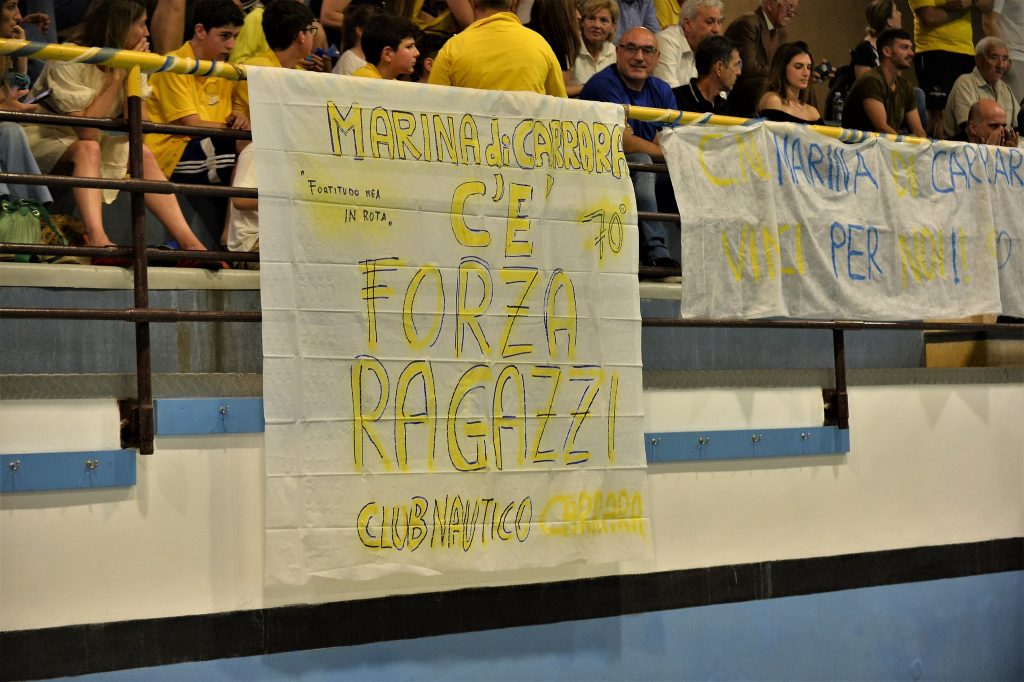 MARINA di CARRARA
"FORTITUDO MEA
IN ROTA"
C'È
70°
FORZA
RAGAZZI
CLUB NAUTICO CARRARA
CN MARINA DI CARRAR
VINCI PER NOI!!